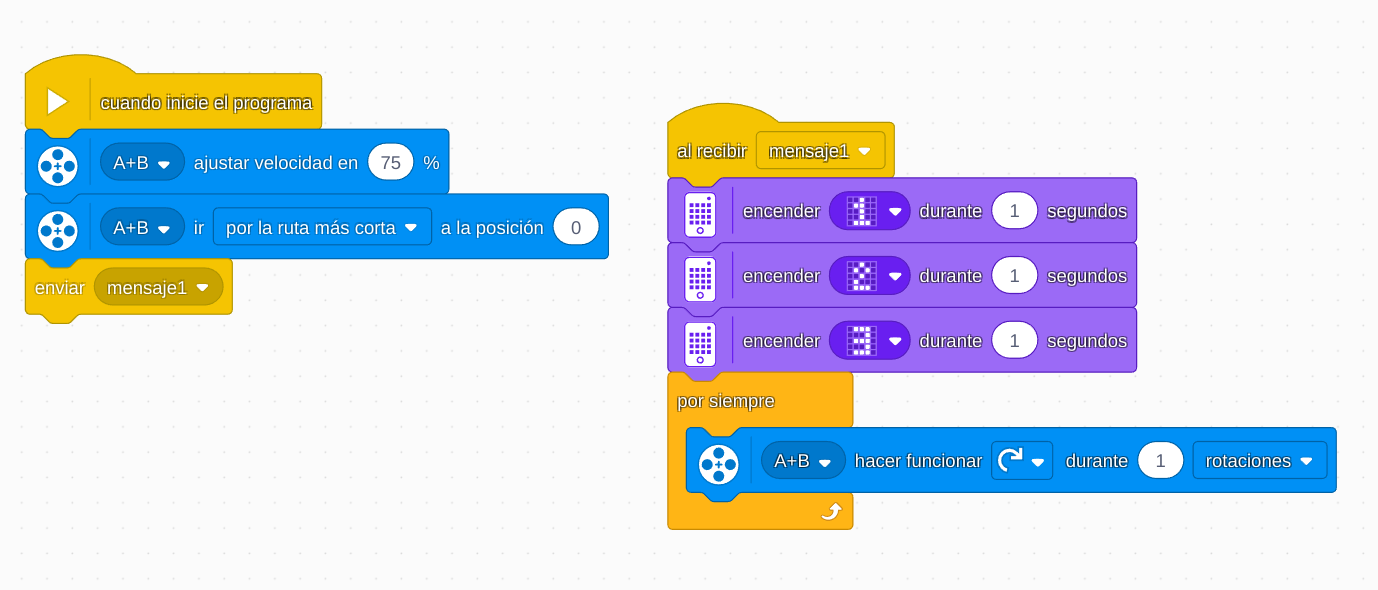 cuando inicie el programa
A+B ajustar velocidad en 75 %
A+B ir por la ruta más corta a la posición 0
enviar mensaje1
al recibir mensaje1
encender durante 1 segundos
encender durante 1 segundos
encender durante 1 segundos
por siempre
A+B hacer funcionar durante 1 rotaciones